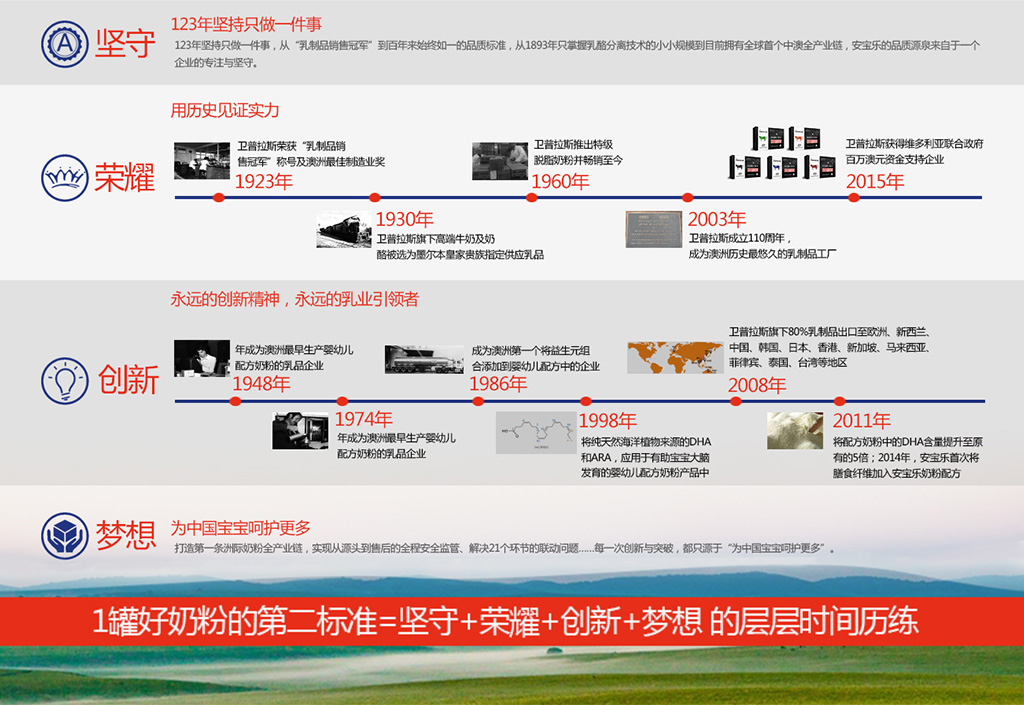 坚守
123年坚持只做一件事
123年坚持只做一件事，从“乳制品销售冠军”到百年来始终如一的品质标准，从1893年只掌握乳酪分离技术的小小规模到目前拥有全球首个中澳全产业链，安宝乐的品质源泉来自于一个
企业的专注与坚守。
荣耀
用历史见证实力
卫普拉斯荣获“乳制品销
售冠军”称号及澳洲最佳制造业奖
1923年
卫普拉斯推出特级
脱脂奶粉并畅销至今
1960年
卫普拉斯获得维多利亚联合政府
百万澳元资金支持企业
2015年
1930年
卫普拉斯旗下高端牛奶及奶
酪被选为墨尔本皇家贵族指定供应乳品
2003年
卫普拉斯成立110周年，
成为澳洲历史最悠久的乳制品工厂
创新
永远的创新精神，永远的乳业引领者
年成为澳洲最早生产婴幼儿
配方奶粉的乳品企业
1948年
成为澳洲第一个将益生元组
合添加到婴幼儿配方中的企业
1986年
卫普拉斯旗下80%乳制品出口至欧洲、新西兰、
中国、韩国、日本、香港、新加坡、马来西亚、
菲律宾、泰国、台湾等地区
2008年
1974年
年成为澳洲最早生产婴幼儿
配方奶粉的乳品企业
1998年
将纯天然海洋植物来源的DHA
和ARA，应用于有助宝宝大脑
发育的婴幼儿配方奶粉产品中
2011年
将配方奶粉中的DHA含量提升至原
有的5倍；2014年，安宝乐首次将
膳食纤维加入安宝乐奶粉配方
梦想
为中国宝宝呵护更多
打造第一条洲际奶粉全产业链，实现从源头到售后的全程安全监管、解决21个环节的联动问题......每一次创新与突破，都只源于“为中国宝宝呵护更多”。
1罐好奶粉的第二标准=坚守+荣耀+创新+梦想 的层层时间历练